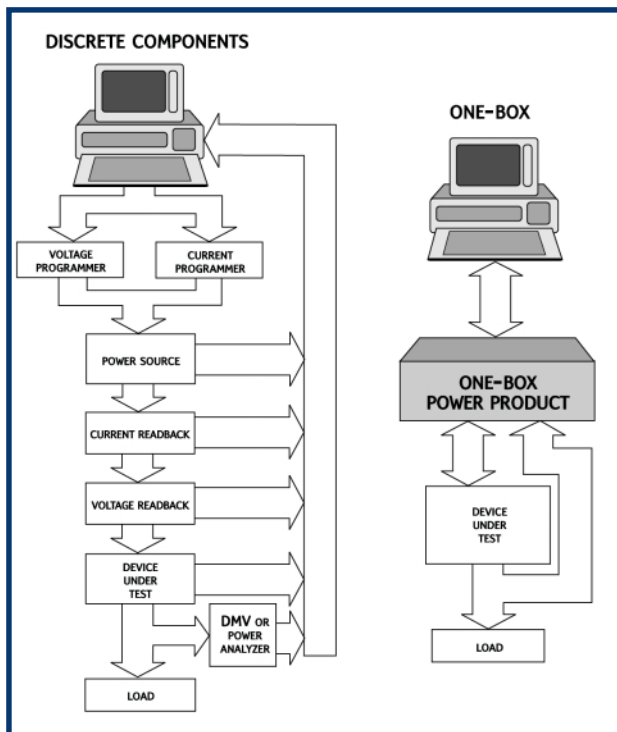 DISCRETE COMPONENTS
VOLTAGE
PROGRAMMER
CURRENT
PROGRAMMER
POWER SOURCE
CURRENT READBACK
VOLTAGE READBACK
DEVICE
UNDER
TEST
DMV OR
POWER
ANALYZER
LOAD
ONE-BOX
ONE-BOX
POWER PRODUCT
DEVICE
UNDER
TEST
LOAD